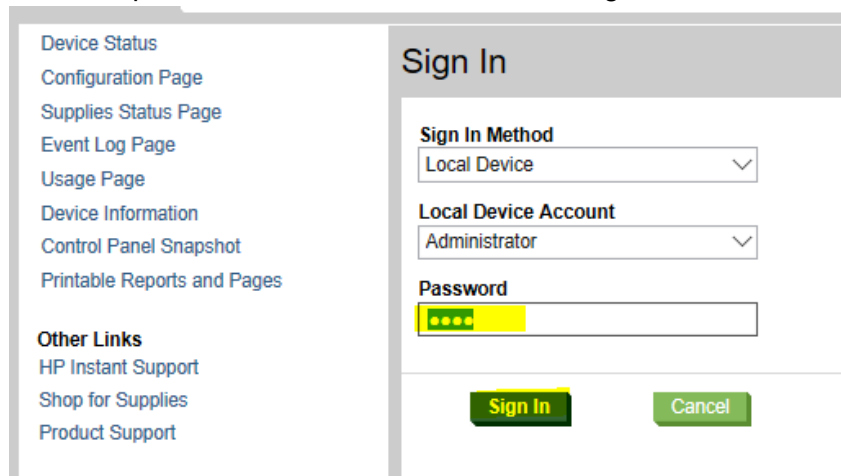 Device Status
Configuration Page
Supplies Status Page
Event Log Page
Usage Page
Device Information
Control Panel Snapshot
Printable Reports and Pages
Other Links
HP Instant Support
Shop for Supplies
Product Support
Sign In
Sign In Method
Local Device
Local Device Account
Administrator
Password
••••
Sign In
Cancel